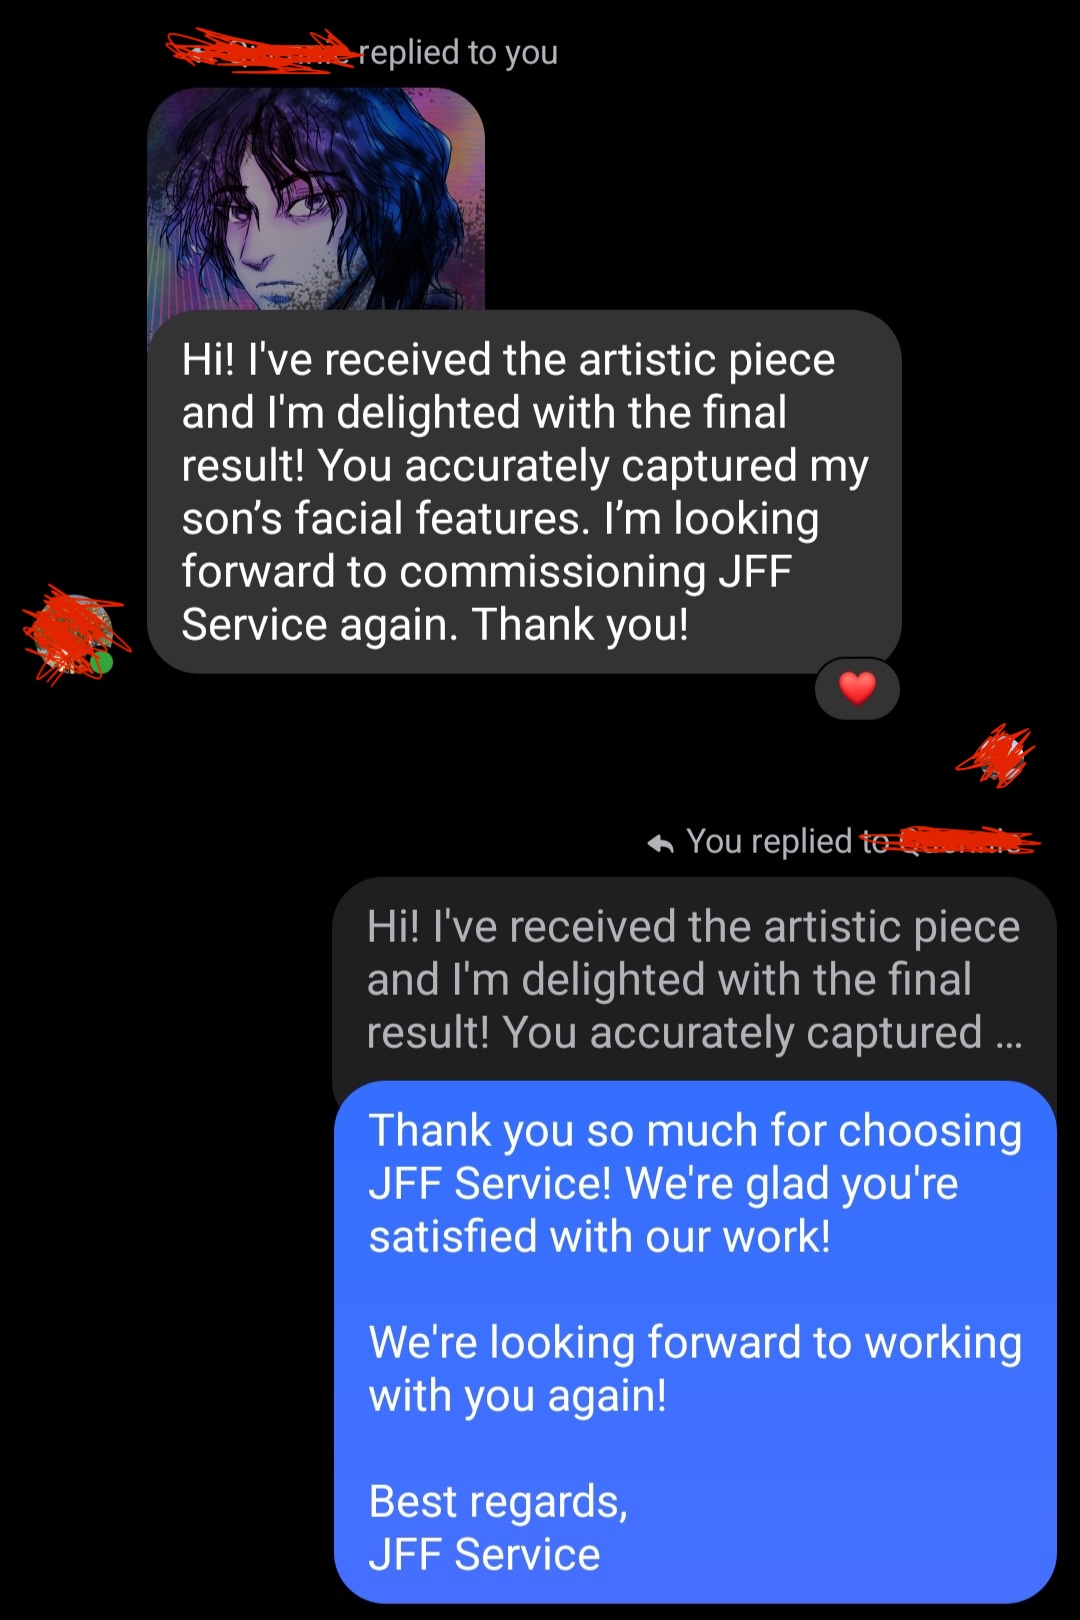 replied to you
Hi! I've received the artistic piece
and I'm delighted with the final
result! You accurately captured my
son’s facial features. I’m looking
forward to commissioning JFF
Service again. Thank you!
You replied to
Hi! I've received the artistic piece
and I'm delighted with the final
result! You accurately captured ...
Thank you so much for choosing
JFF Service! We're glad you're
satisfied with our work!
We're looking forward to working
with you again!
Best regards,
JFF Service